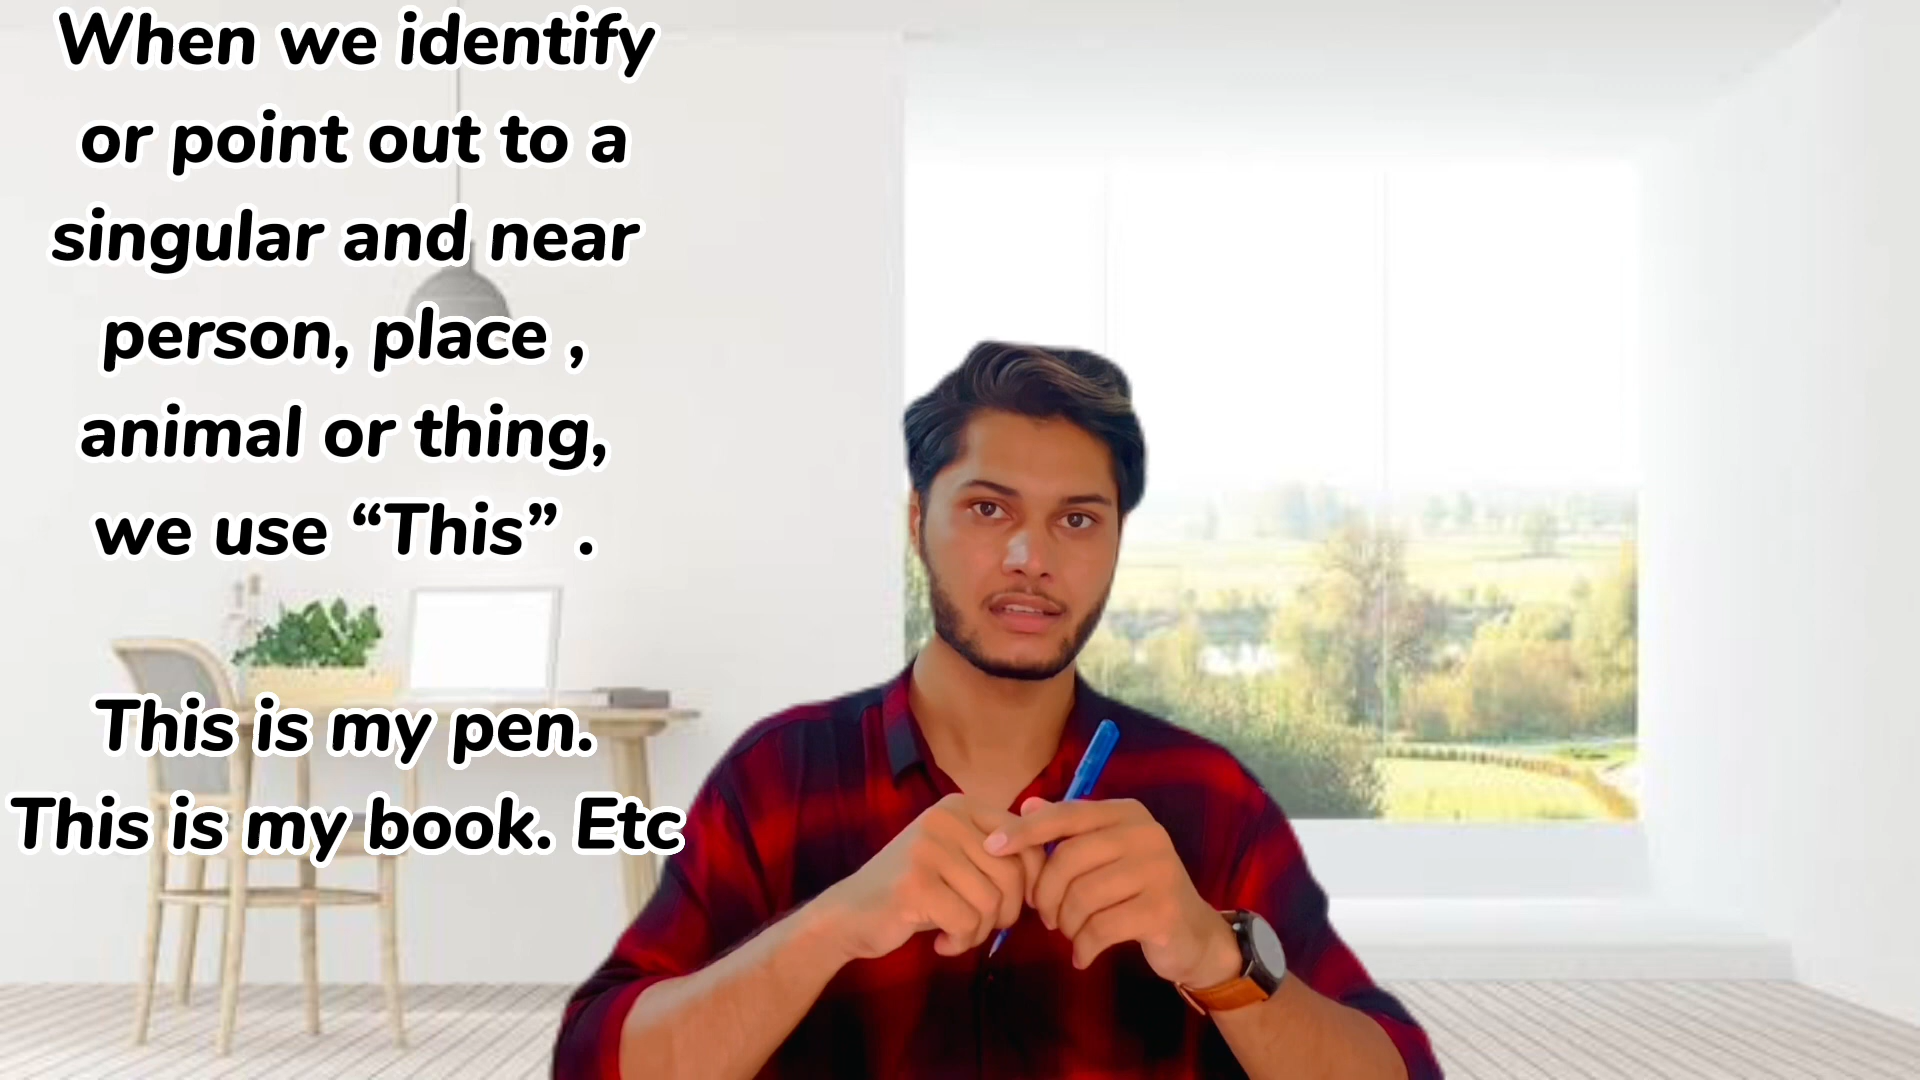 When we identify
or point out to a
singular and near
person, place ,
animal or thing,
we use “This” .
This is my pen.
This is my book. Etc